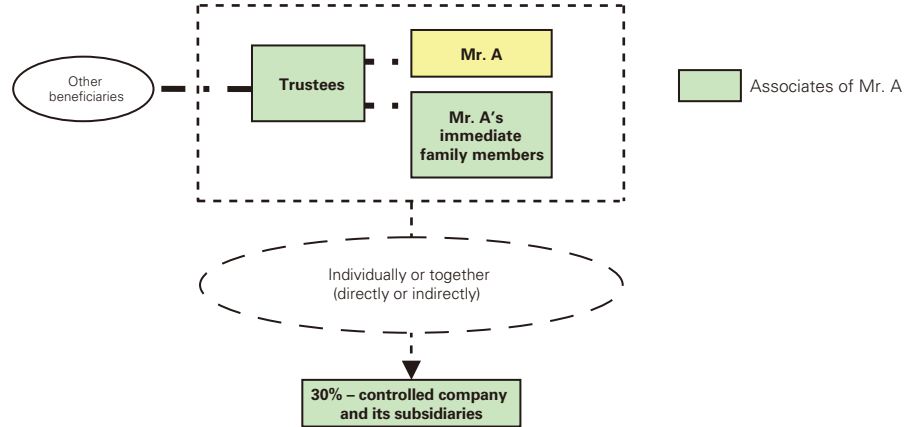 Other
beneficiaries
Trustees
Mr. A
Mr. A's
immediate
family members
Associates of Mr. A
Individually or together
(directly or indirectly)
30% – controlled company
and its subsidiaries